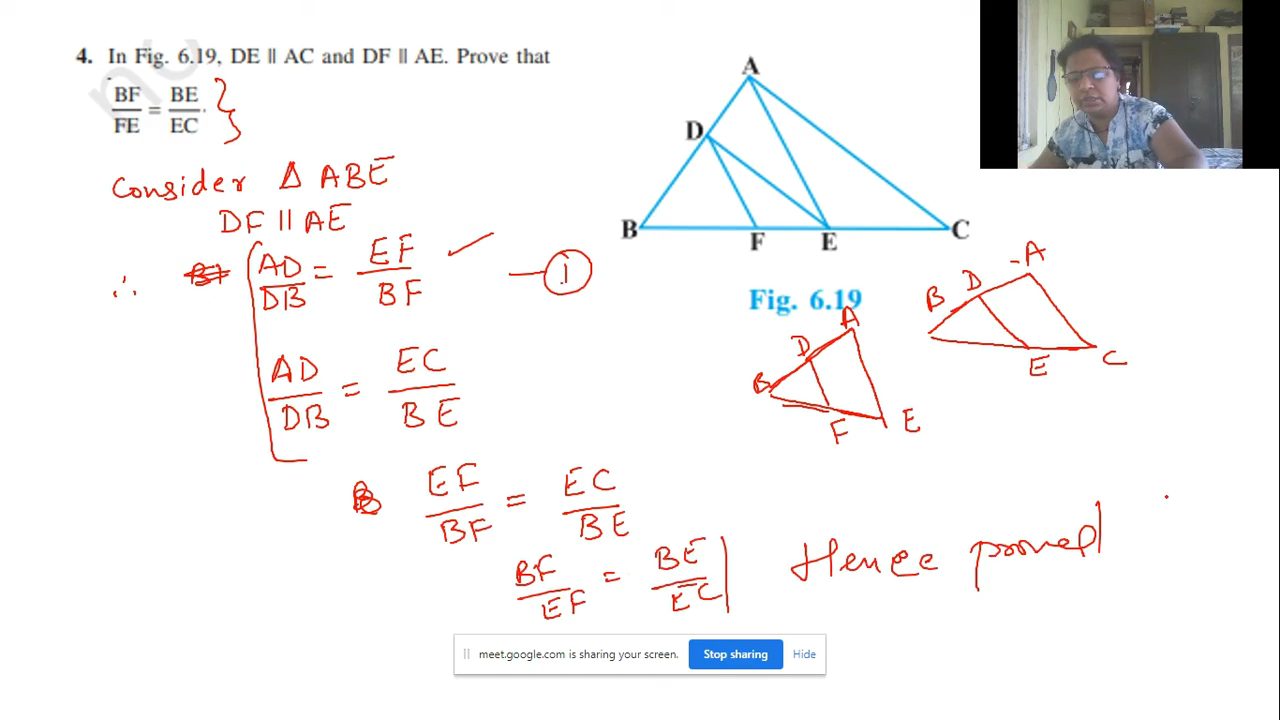 4. In Fig. 6.19, DE || AC and DF || AE. Prove that
BF/FE = BE/EC.
Consider Δ ABE
DF || AE
∴ AD/DB = EF/BF ✓ — ①
AD/DB = EC/BE
EF/BF = EC/BE
BF/EF = BE/EC
Hence proved
A
D
B
F
E
C
Fig. 6.19
A
D
B
F
E
A
D
B
E
C
meet.google.com is sharing your screen.
Stop sharing
Hide